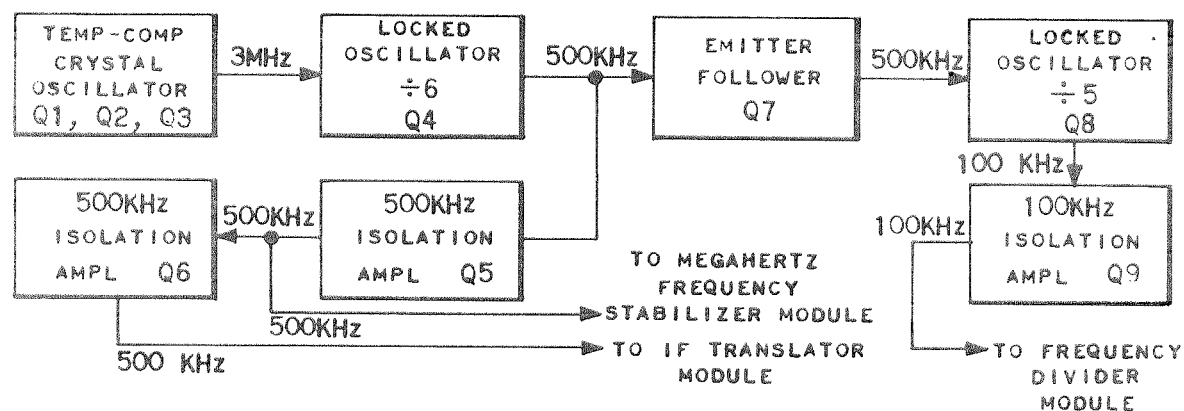 TEMP-COMP
CRYSTAL
OSCILLATOR
Q1, Q2, Q3
3MHz
LOCKED
OSCILLATOR
÷6
Q4
500KHz
EMITTER
FOLLOWER
Q7
500KHz
LOCKED
OSCILLATOR
÷5
Q8
100 KHz
500KHz
ISOLATION
AMPL Q6
500KHz
500KHz
ISOLATION
AMPL Q5
100KHz
100KHz
ISOLATION
AMPL Q9
500KHz
TO MEGAHERTZ
FREQUENCY
STABILIZER MODULE
500 KHz
TO IF TRANSLATOR
MODULE
TO FREQUENCY
DIVIDER
MODULE